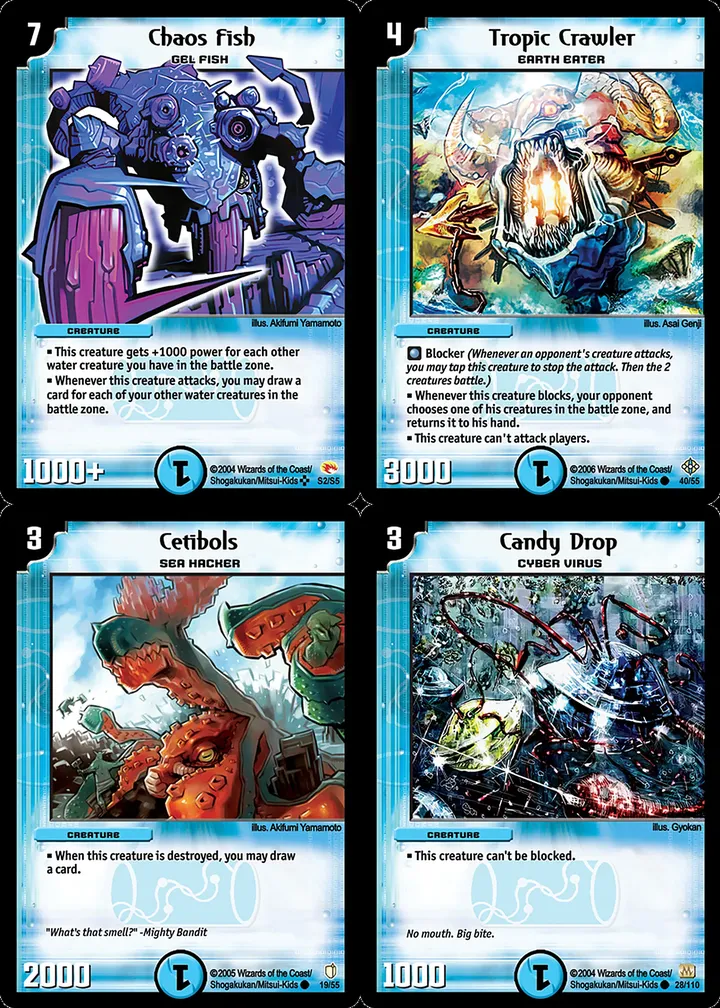 7
Chaos Fish
GEL FISH
illus. Akifumi Yamamoto
CREATURE
▪ This creature gets +1000 power for each other
water creature you have in the battle zone.
▪ Whenever this creature attacks, you may draw a
card for each of your other water creatures in the
battle zone.
1000+
1
©2004 Wizards of the Coast/
Shogakukan/Mitsui-Kids
S2/S5
4
Tropic Crawler
EARTH EATER
illus. Asai Genji
CREATURE
Blocker (Whenever an opponent's creature attacks,
you may tap this creature to stop the attack. Then the 2
creatures battle.)
▪ Whenever this creature blocks, your opponent
chooses one of his creatures in the battle zone, and
returns it to his hand.
▪ This creature can't attack players.
3000
1
©2006 Wizards of the Coast/
Shogakukan/Mitsui-Kids
40/55
3
Cetibols
SEA HACKER
illus. Akifumi Yamamoto
CREATURE
▪ When this creature is destroyed, you may draw
a card.
"What's that smell?" -Mighty Bandit
2000
1
©2005 Wizards of the Coast/
Shogakukan/Mitsui-Kids
19/55
3
Candy Drop
CYBER VIRUS
illus. Gyokan
CREATURE
▪ This creature can't be blocked.
No mouth. Big bite.
1000
1
©2004 Wizards of the Coast/
Shogakukan/Mitsui-Kids
28/110